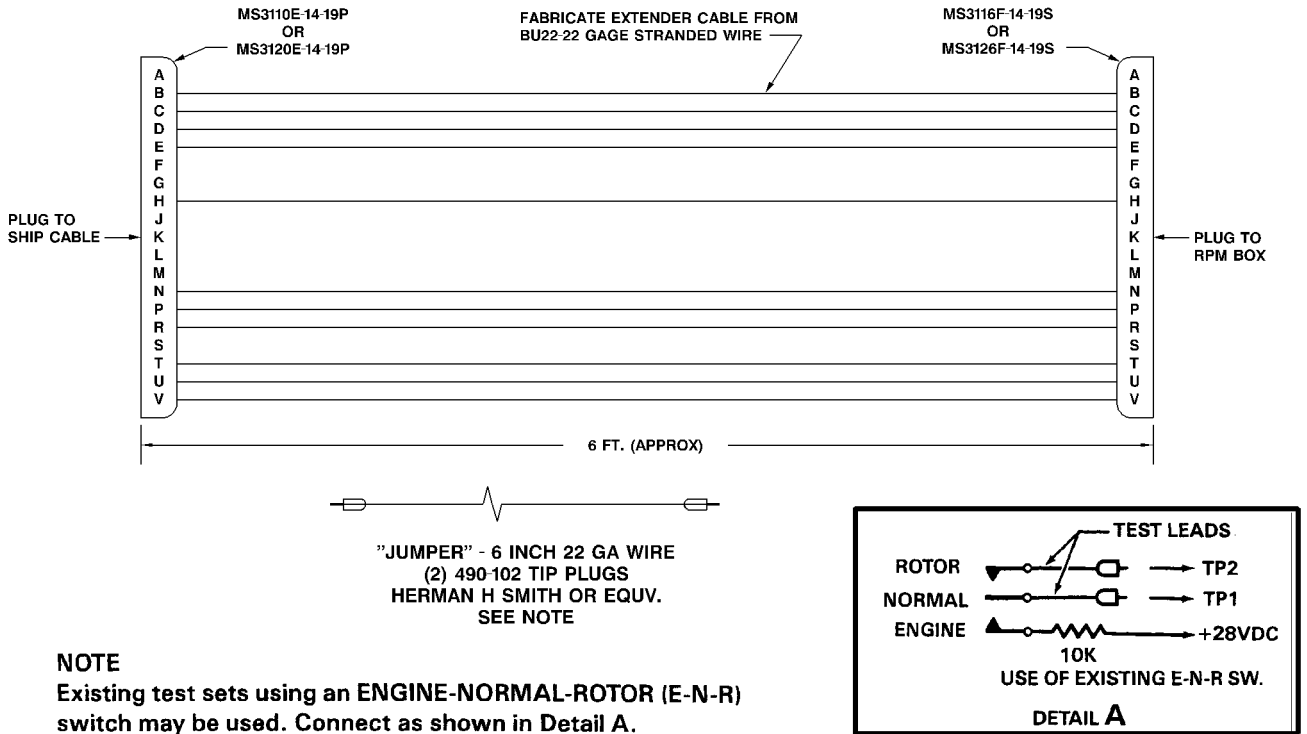 MS3110E-14-19P
OR
MS3120E-14-19P
FABRICATE EXTENDER CABLE FROM
BU22-22 GAGE STRANDED WIRE
MS3116F-14-19S
OR
MS3126F-14-19S
A
B
C
D
E
F
G
H
J
K
L
M
N
P
R
S
T
U
V
PLUG TO
SHIP CABLE
A
B
C
D
E
F
G
H
J
K
L
M
N
P
R
S
T
U
V
PLUG TO
RPM BOX
6 FT. (APPROX)
"JUMPER" - 6 INCH 22 GA WIRE
(2) 490-102 TIP PLUGS
HERMAN H SMITH OR EQUV.
SEE NOTE
NOTE
Existing test sets using an ENGINE-NORMAL-ROTOR (E-N-R)
switch may be used. Connect as shown in Detail A.
TEST LEADS
ROTOR TP2
NORMAL TP1
ENGINE +28VDC
10K
USE OF EXISTING E-N-R SW.
DETAIL A